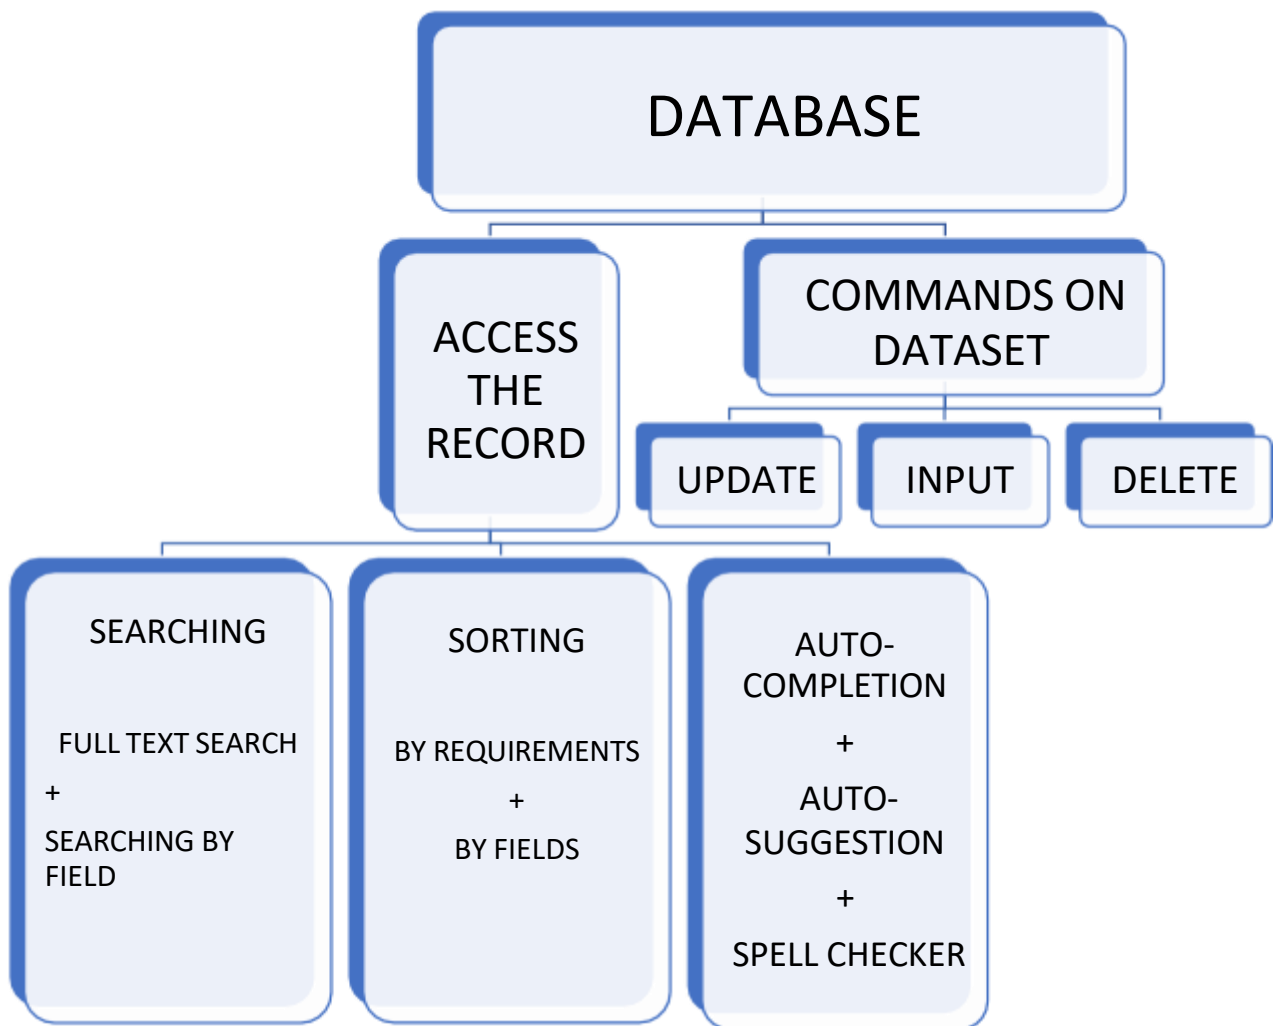 DATABASE
ACCESS
THE
RECORD
COMMANDS ON
DATASET
UPDATE
INPUT
DELETE
SEARCHING
FULL TEXT SEARCH
+
SEARCHING BY
FIELD
SORTING
BY REQUIREMENTS
+
BY FIELDS
AUTO-
COMPLETION
+
AUTO-
SUGGESTION
+
SPELL CHECKER